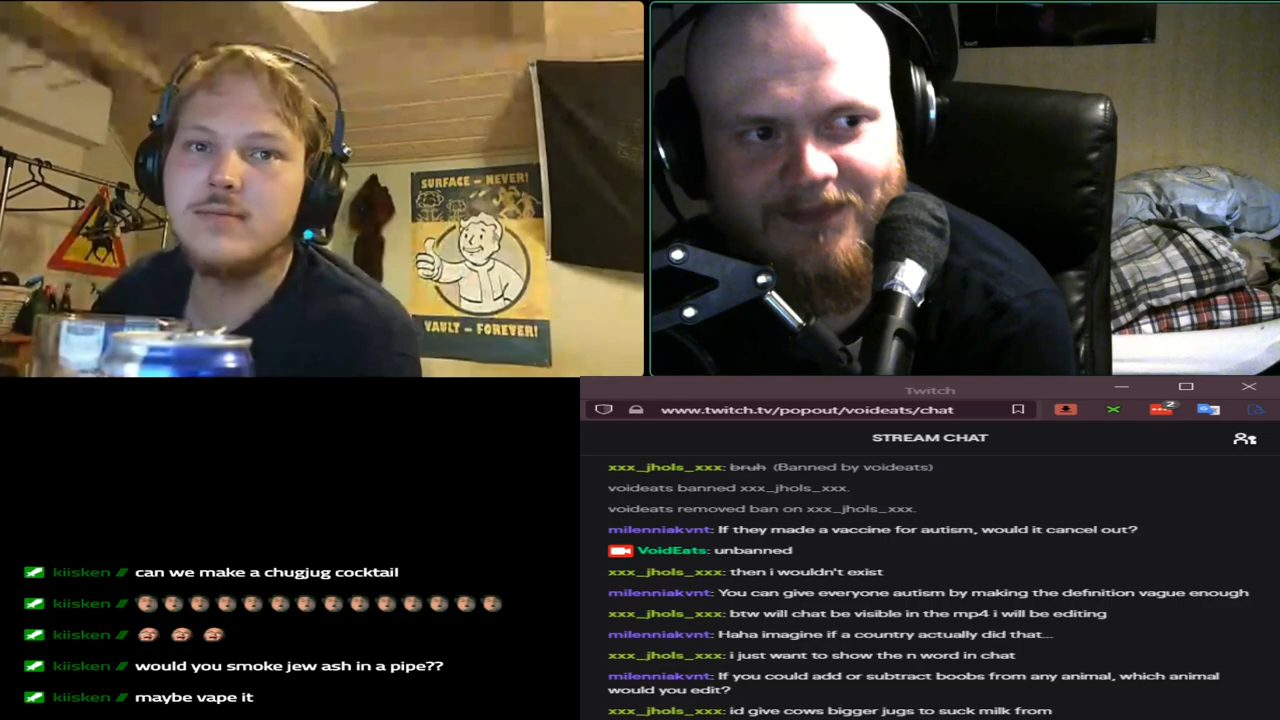 SURFACE — NEVER!
VAULT — FOREVER!
Twitch
www.twitch.tv/popout/voideats/chat
2
STREAM CHAT
xxx_jhols_xxx: bruh (Banned by voideats)
voideats banned xxx_jhols_xxx.
voideats removed ban on xxx_jhols_xxx.
milenniakvnt: If they made a vaccine for autism, would it cancel out?
VoidEats: unbanned
xxx_jhols_xxx: then i wouldn't exist
milenniakvnt: You can give everyone autism by making the definition vague enough
xxx_jhols_xxx: btw will chat be visible in the mp4 i will be editing
milenniakvnt: Haha imagine if a country actually did that...
xxx_jhols_xxx: i just want to show the n word in chat
milenniakvnt: If you could add or subtract boobs from any animal, which animal
would you edit?
xxx_jhols_xxx: id give cows bigger jugs to suck milk from
kiisken // can we make a chugjug cocktail
kiisken //
kiisken //
kiisken // would you smoke jew ash in a pipe??
kiisken // maybe vape it